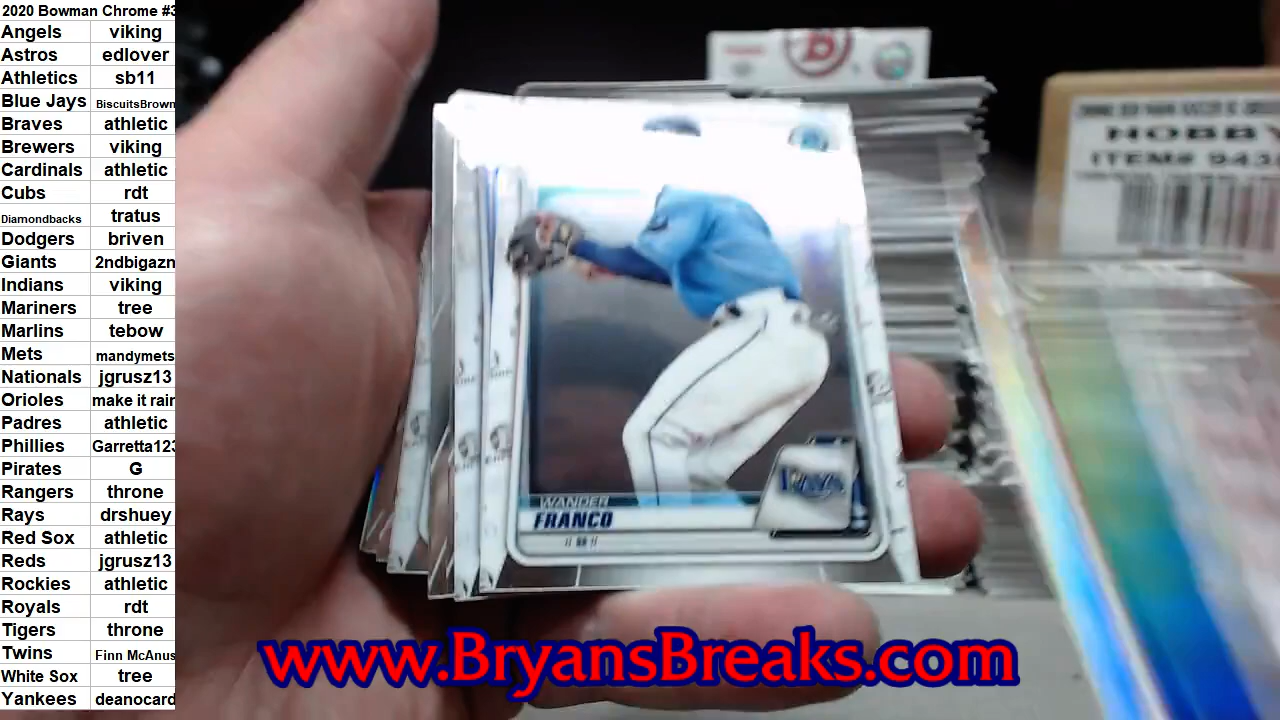 2020 Bowman Chrome #3
Angels viking
Astros edlover
Athletics sb11
Blue Jays BiscuitsBrown
Braves athletic
Brewers viking
Cardinals athletic
Cubs rdt
Diamondbacks tratus
Dodgers briven
Giants 2ndbigazn
Indians viking
Mariners tree
Marlins tebow
Mets mandymets
Nationals jgrusz13
Orioles make it rain
Padres athletic
Phillies Garretta123
Pirates G
Rangers throne
Rays drshuey
Red Sox athletic
Reds jgrusz13
Rockies athletic
Royals rdt
Tigers throne
Twins Finn McAnus
White Sox tree
Yankees deanocard
B
HOBBY
ITEM# 943
RAYS
WANDER
FRANCO
www.BryansBreaks.com